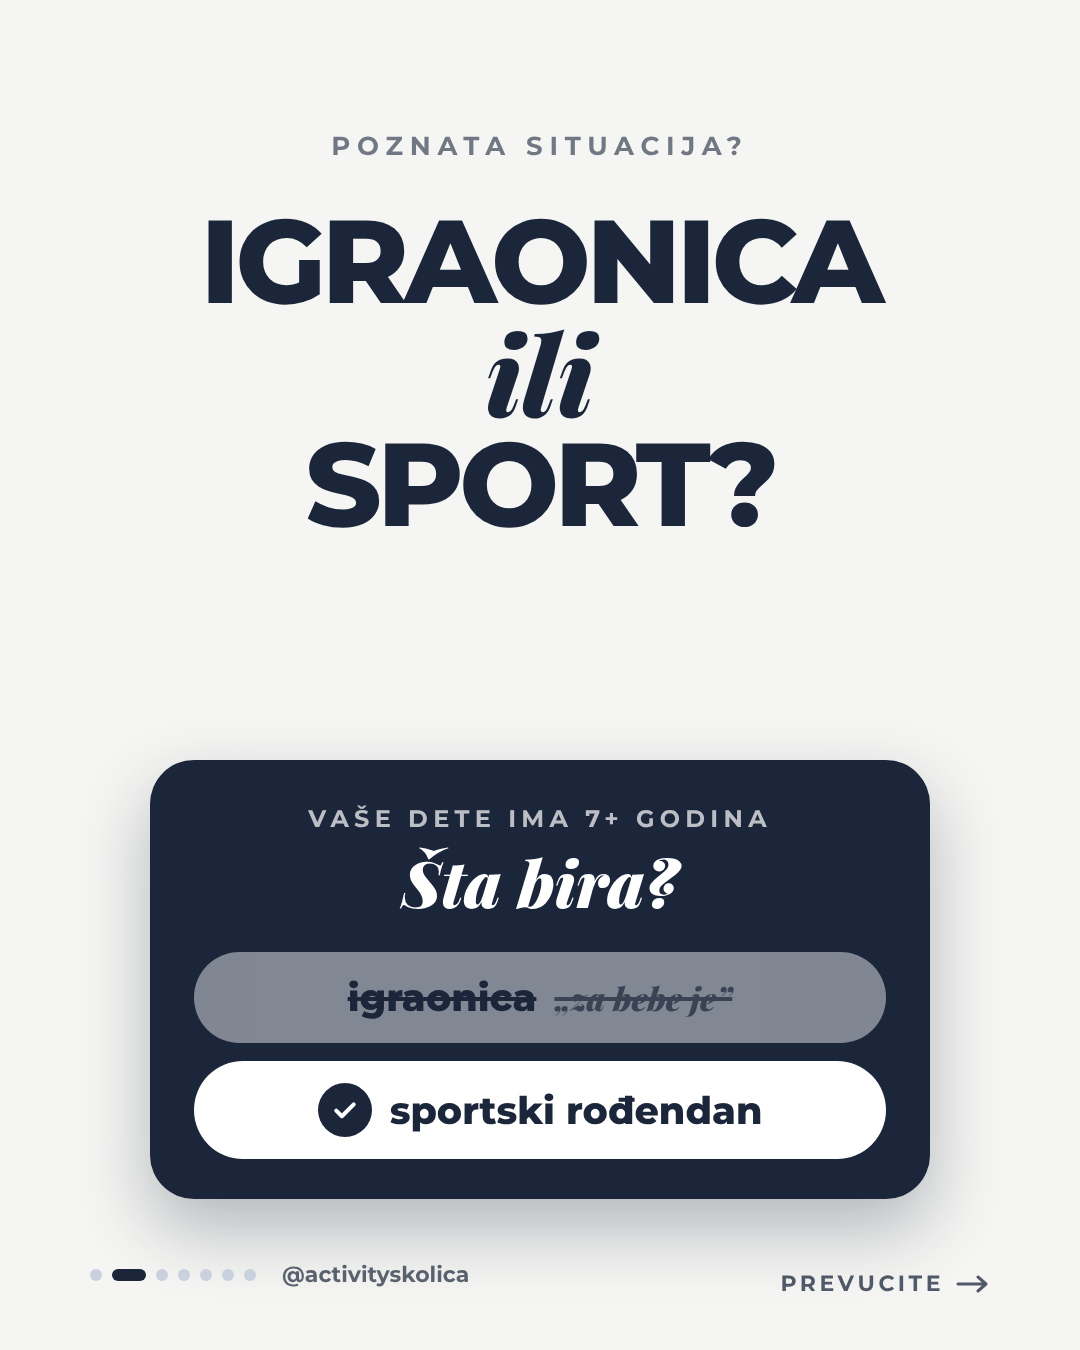 POZNATA SITUACIJA?
IGRAONICA
ili
SPORT?
VAŠE DETE IMA 7+ GODINA
Šta bira?
igraonica „za bebe je”
sportski rođendan
@activityskolica
PREVUCITE →